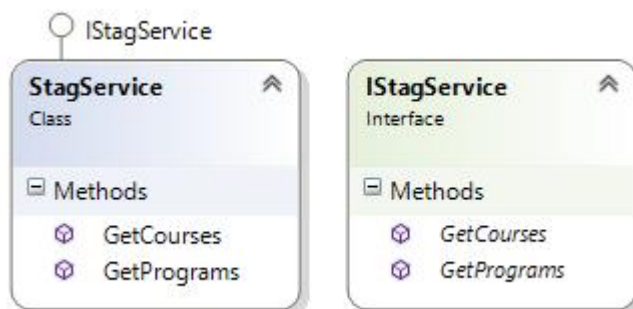 IStagService
StagService
Class
Methods
GetCourses
GetPrograms
IStagService
Interface
Methods
GetCourses
GetPrograms